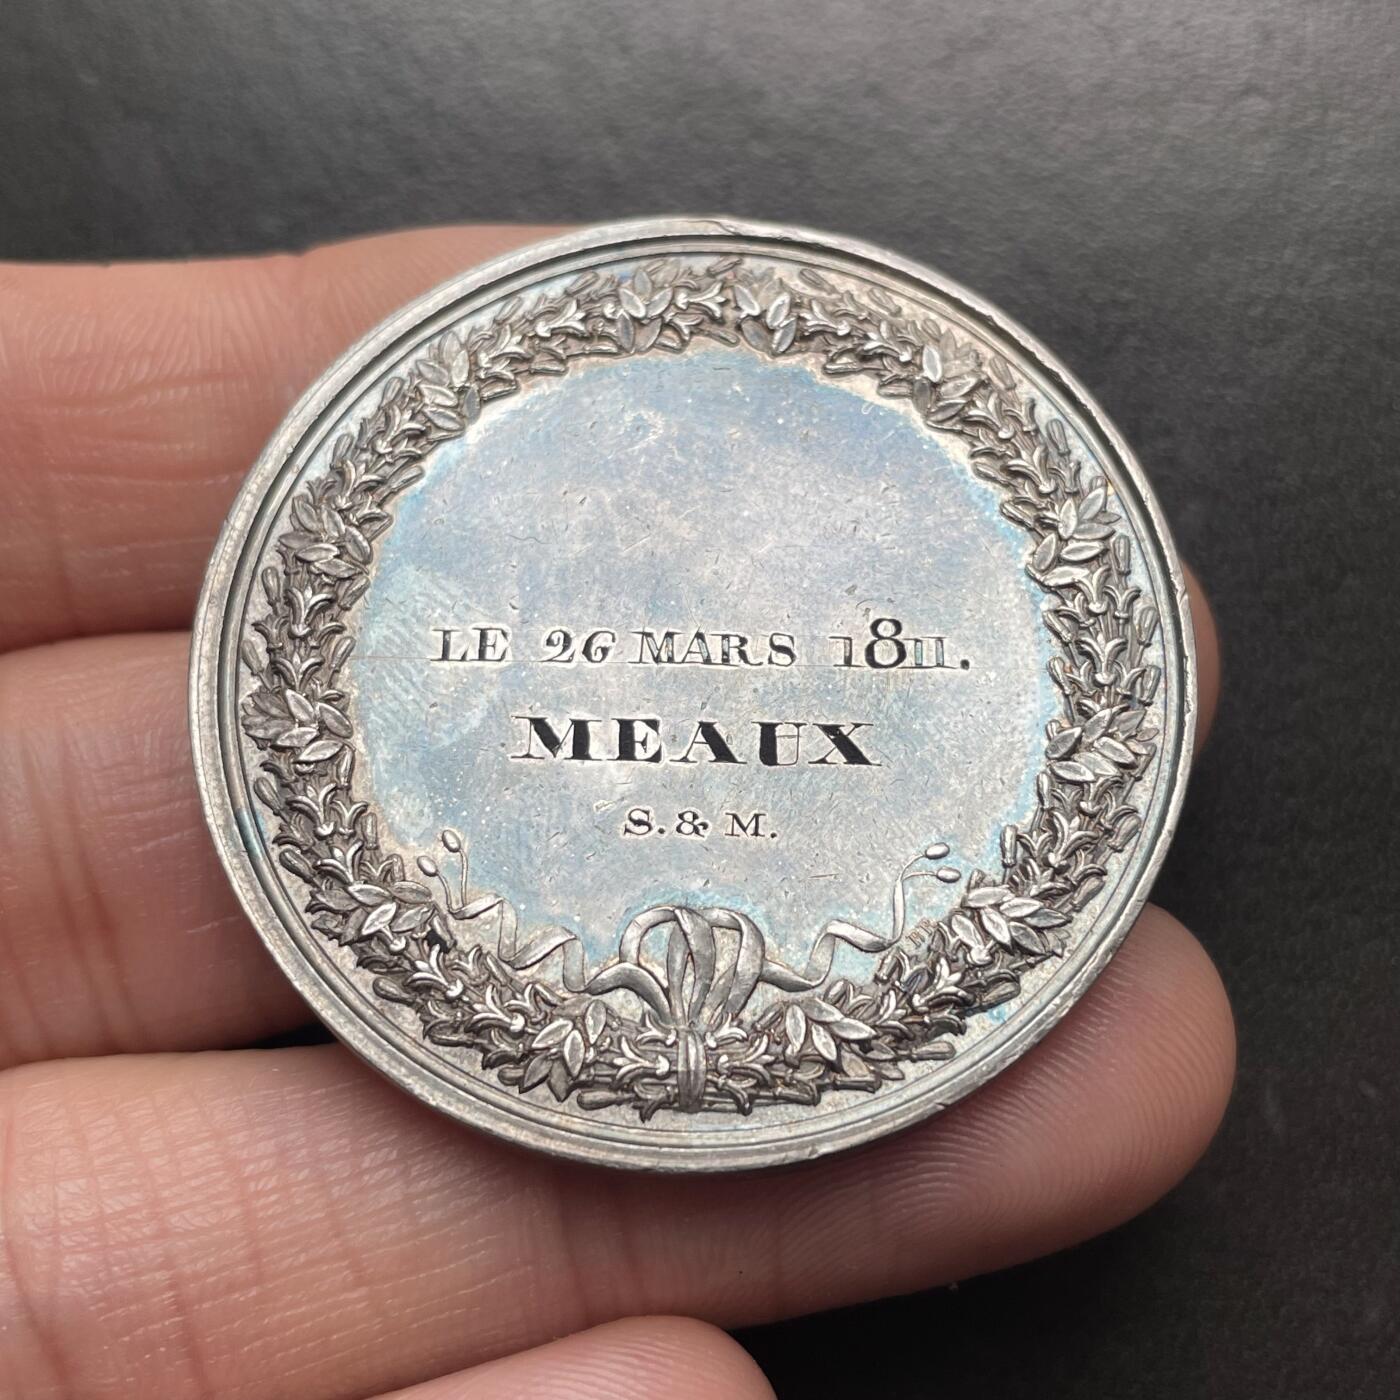 LE 26 MARS 1811.
MEAUX
S. & M.